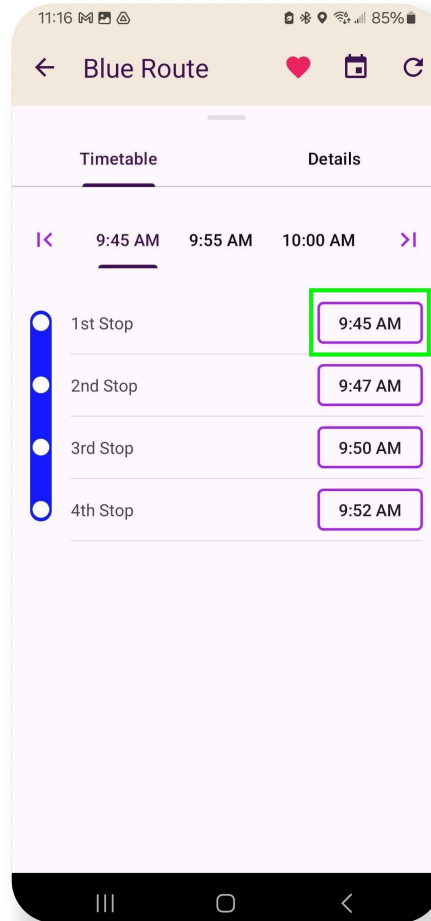 11:16 85%
Blue Route
Timetable Details
9:45 AM 9:55 AM 10:00 AM
1st Stop 9:45 AM
2nd Stop 9:47 AM
3rd Stop 9:50 AM
4th Stop 9:52 AM